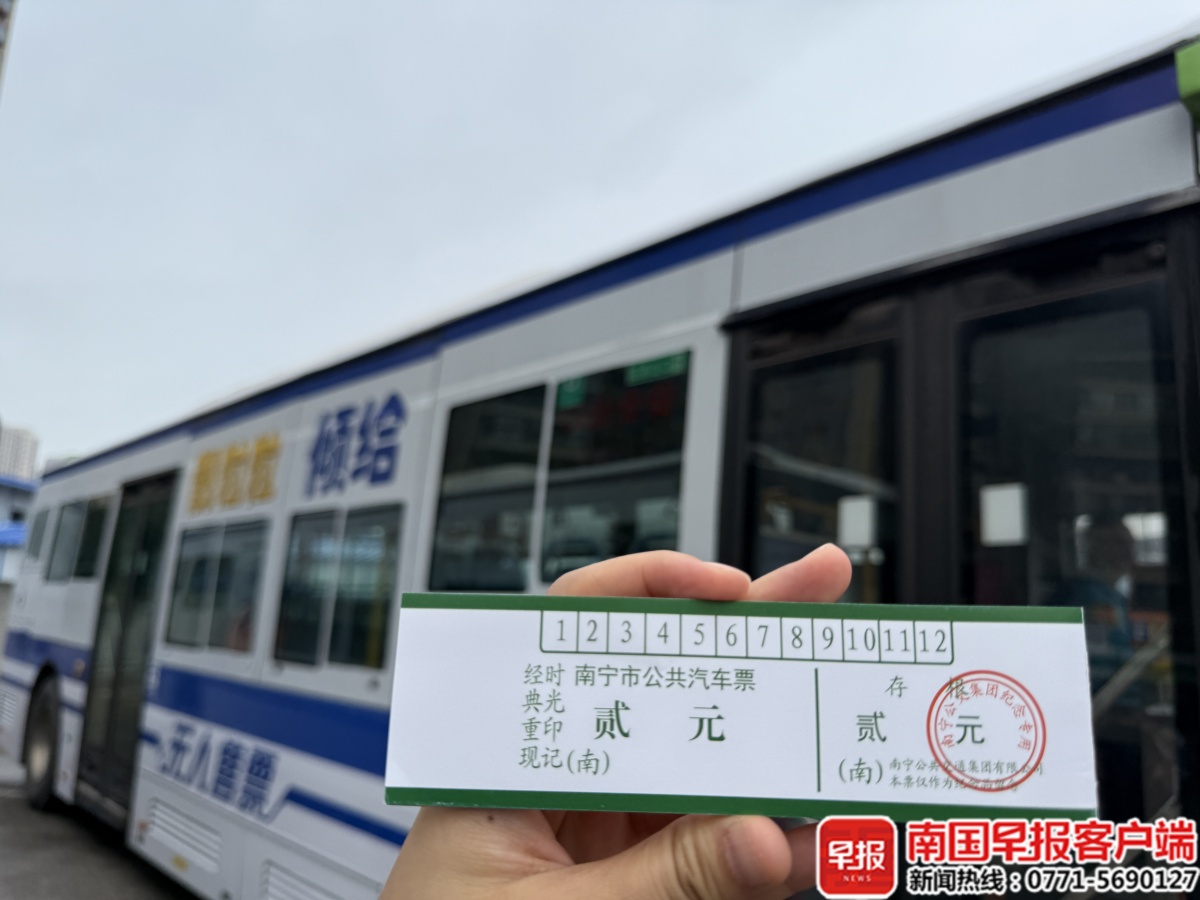 倾给
无人售票
1 2 3 4 5 6 7 8 9 10 11 12
经典重现
时光印记
南宁市公共汽车票
贰 元
(南)
存 根
贰 元
(南)
南宁公共交通集团有限公司
本票仅作为纪念
南宁公交集团纪念专用
早报
NEWS
南国早报客户端
新闻热线：0771-5690127